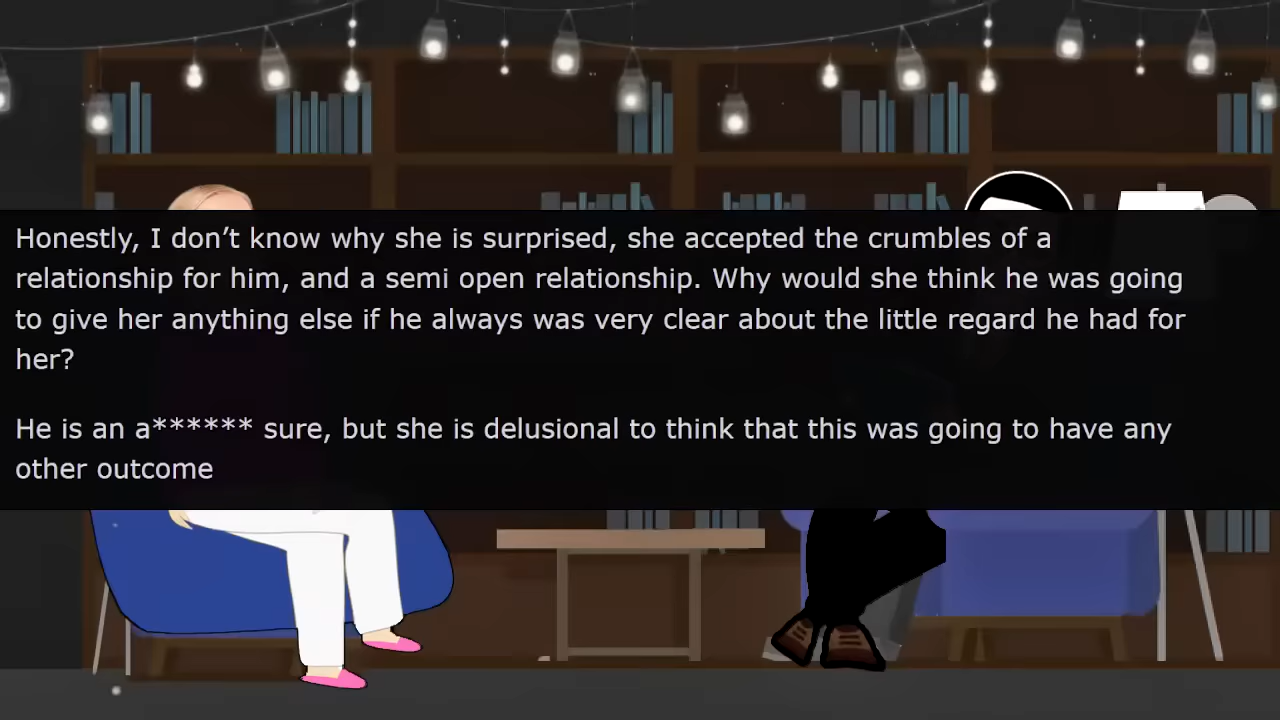 Honestly, I don’t know why she is surprised, she accepted the crumbles of a
relationship for him, and a semi open relationship. Why would she think he was going
to give her anything else if he always was very clear about the little regard he had for
her?
He is an a****** sure, but she is delusional to think that this was going to have any
other outcome